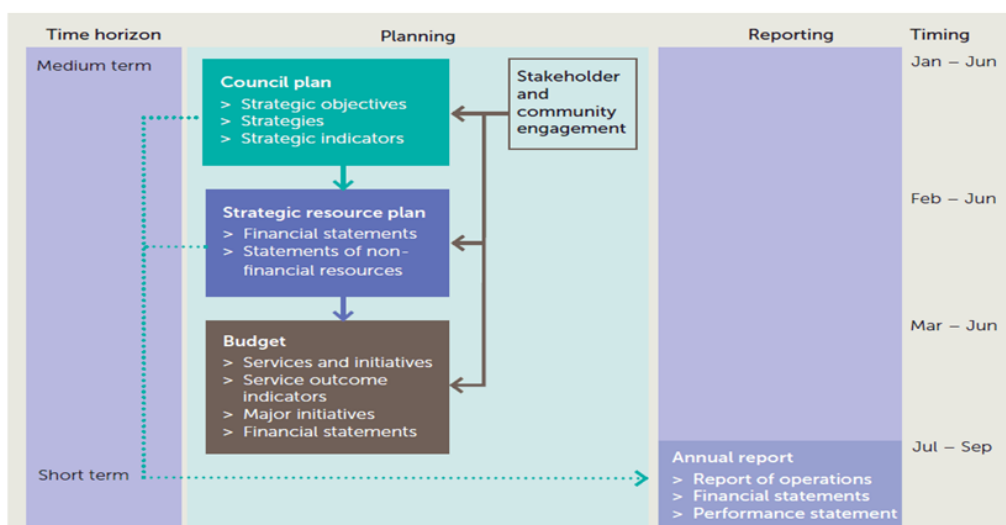 Time horizon
Planning
Reporting
Timing
Medium term
Jan – Jun
Council plan
> Strategic objectives
> Strategies
> Strategic indicators
Stakeholder
and
community
engagement
Feb – Jun
Strategic resource plan
> Financial statements
> Statements of non-
financial resources
Mar – Jun
Budget
> Services and initiatives
> Service outcome
indicators
> Major initiatives
> Financial statements
Jul – Sep
Short term
Annual report
> Report of operations
> Financial statements
> Performance statement